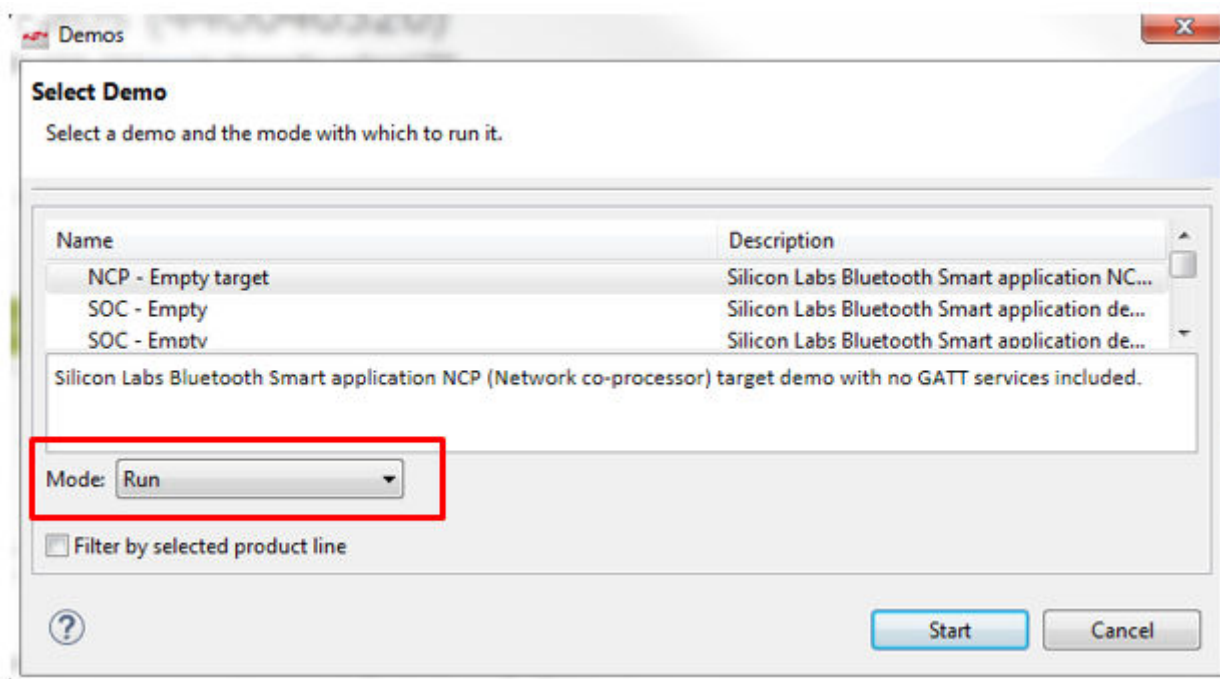 Demos
Select Demo
Select a demo and the mode with which to run it.
Name Description
NCP - Empty target Silicon Labs Bluetooth Smart application NC...
SOC - Empty Silicon Labs Bluetooth Smart application de...
SOC - Empty Silicon Labs Bluetooth Smart application de...
Silicon Labs Bluetooth Smart application NCP (Network co-processor) target demo with no GATT services included.
Mode: Run
Filter by selected product line
Start Cancel